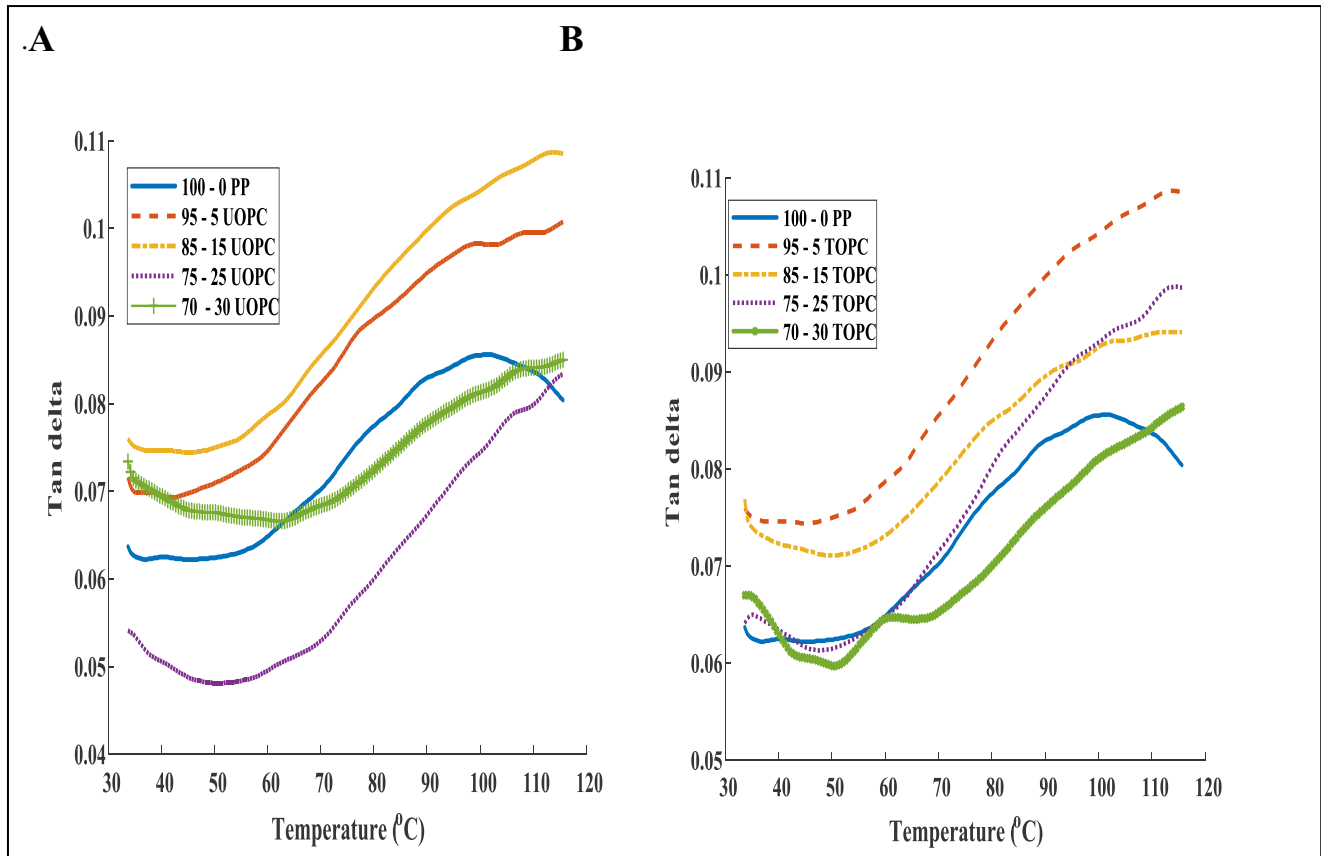 .A
B
0.11
0.1
0.09
0.08
0.07
0.06
0.05
0.04
Tan delta
100 - 0 PP
95 - 5 UOPC
85 - 15 UOPC
75 - 25 UOPC
70 - 30 UOPC
30 40 50 60 70 80 90 100 110 120
Temperature (⁰C)
0.11
0.1
0.09
0.08
0.07
0.06
0.05
Tan delta
100 - 0 PP
95 - 5 TOPC
85 - 15 TOPC
75 - 25 TOPC
70 - 30 TOPC
30 40 50 60 70 80 90 100 110 120
Temperature (⁰C)